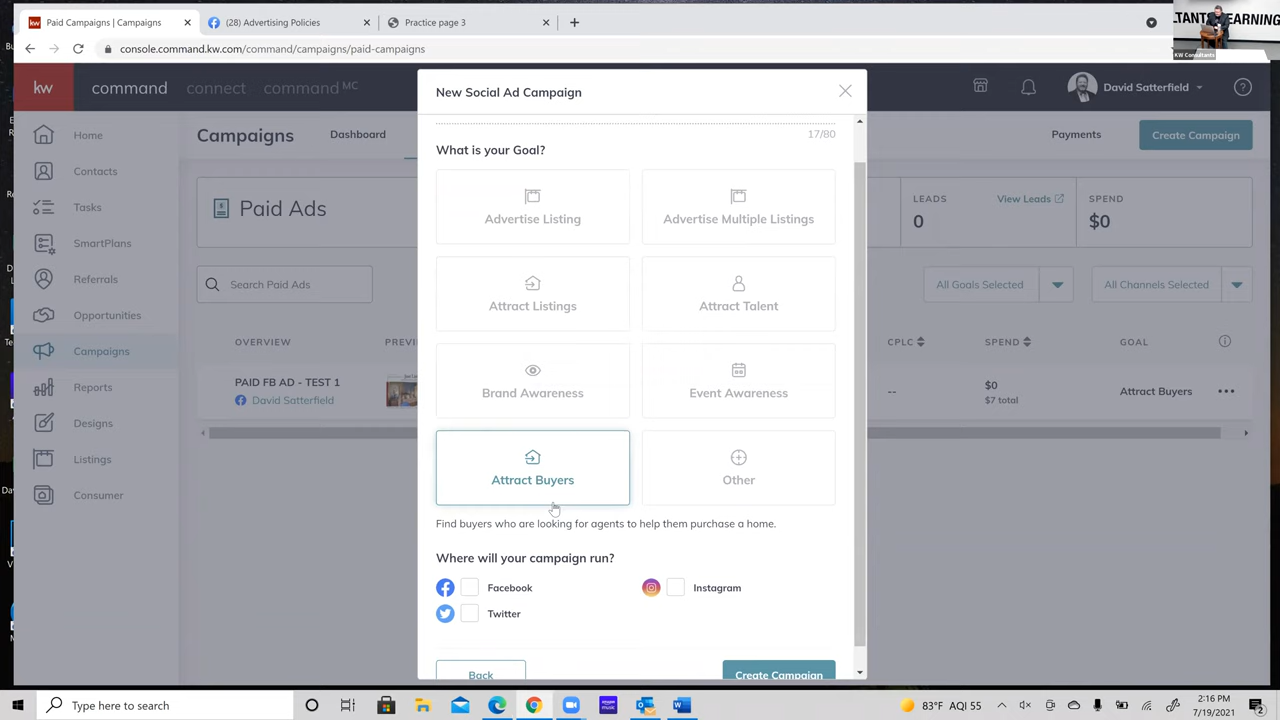 Paid Campaigns | Campaigns
(28) Advertising Policies
Practice page 3
console.command.kw.com/command/campaigns/paid-campaigns
LTANTS LEARNING
KW Consultants
kw
command
connect
command MC
David Satterfield
New Social Ad Campaign
Campaigns
Dashboard
Payments
Create Campaign
Home
Contacts
Tasks
SmartPlans
Referrals
Opportunities
Campaigns
Reports
Designs
Listings
Consumer
Paid Ads
LEADS
View Leads
0
SPEND
$0
Search Paid Ads
All Goals Selected
All Channels Selected
OVERVIEW
CPLC
SPEND
GOAL
PAID FB AD - TEST 1
David Satterfield
--
$0
$7 total
Attract Buyers
17/80
What is your Goal?
Advertise Listing
Advertise Multiple Listings
Attract Listings
Attract Talent
Brand Awareness
Event Awareness
Attract Buyers
Other
Find buyers who are looking for agents to help them purchase a home.
Where will your campaign run?
Facebook
Instagram
Twitter
Back
Create Campaign
Type here to search
83°F AQI 55
2:16 PM
7/19/2021
2